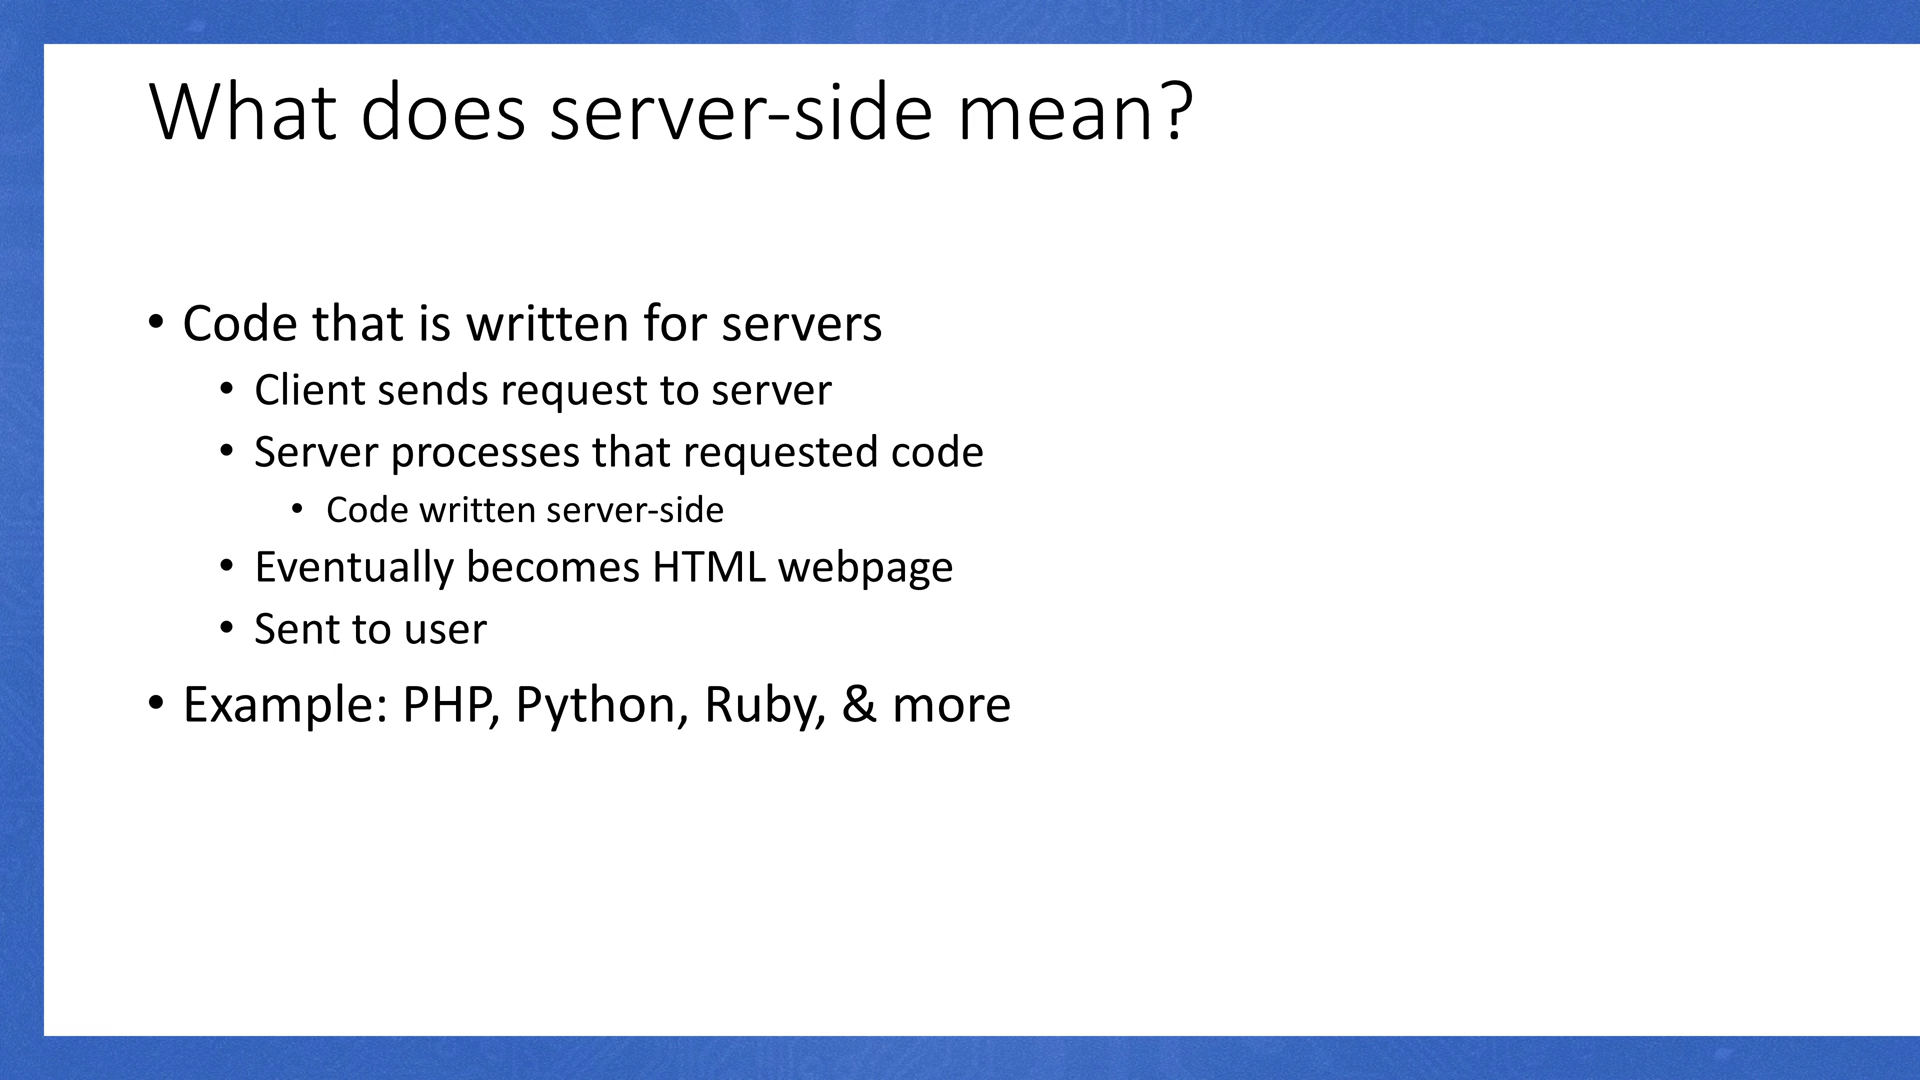 What does server-side mean?
• Code that is written for servers
• Client sends request to server
• Server processes that requested code
• Code written server-side
• Eventually becomes HTML webpage
• Sent to user
• Example: PHP, Python, Ruby, & more